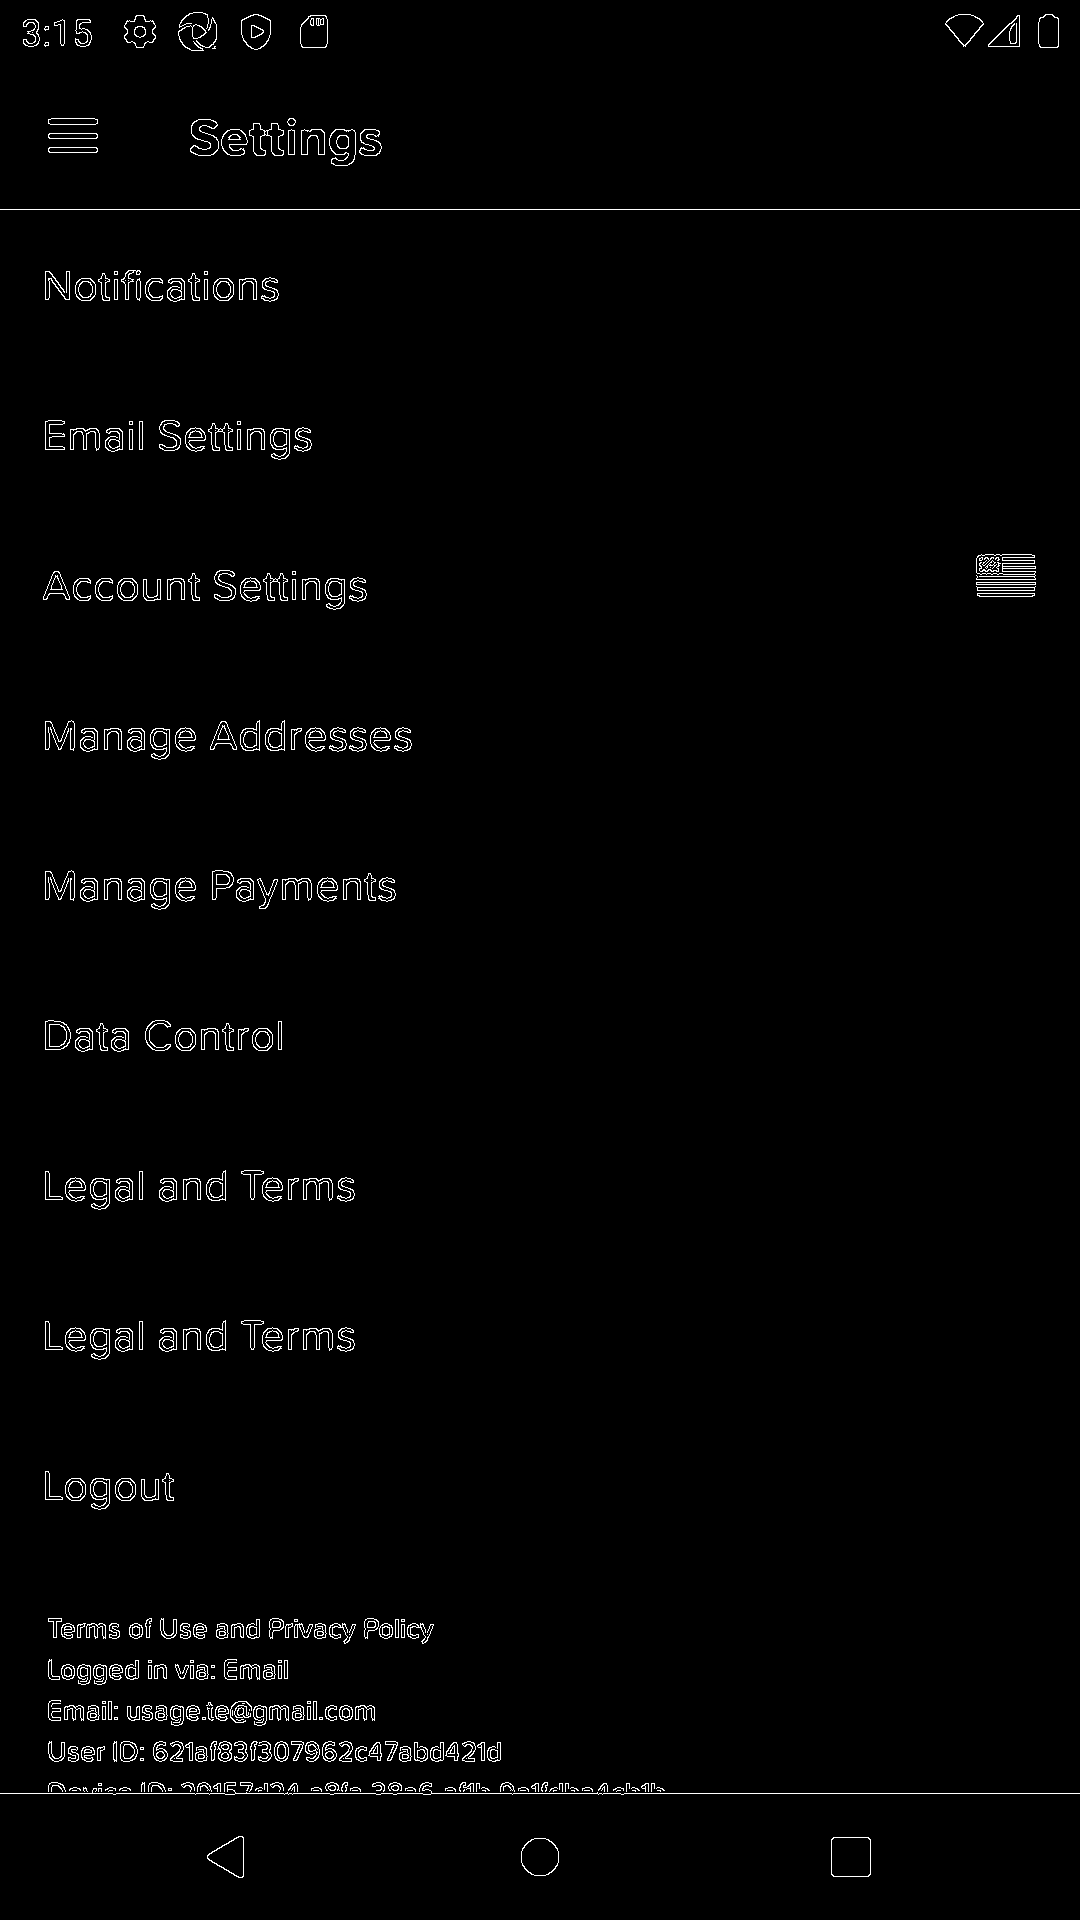 3:15
Settings
Notifications
Email Settings
Account Settings
Manage Addresses
Manage Payments
Data Control
Legal and Terms
Legal and Terms
Logout
Terms of Use and Privacy Policy
Logged in via: Email
Email: usage.te@gmail.com
User ID: 621af83f307962c47abd421d
Device ID: